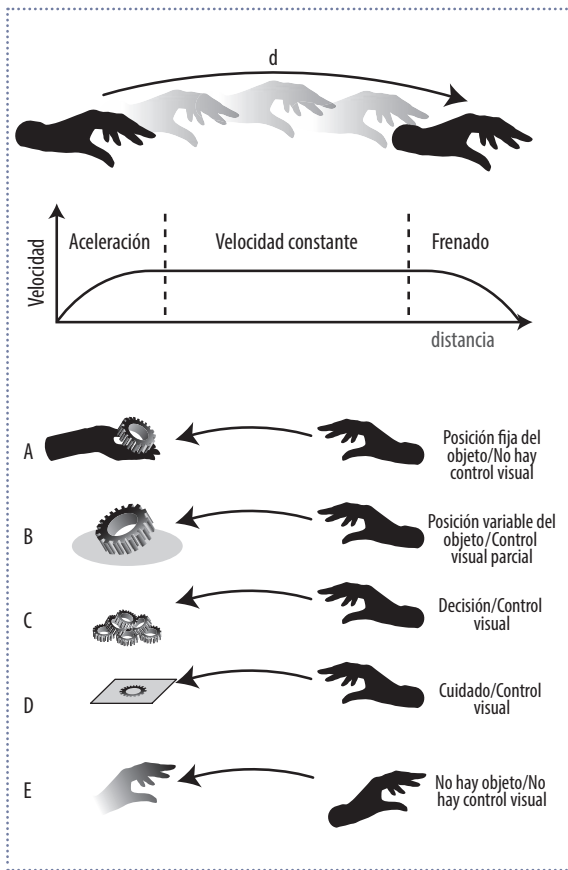 d
Velocidad
Aceleración
Velocidad constante
Frenado
distancia
A
Posición fija del
objeto/No hay
control visual
B
Posición variable del
objeto/Control
visual parcial
C
Decisión/Control
visual
D
Cuidado/Control
visual
E
No hay objeto/No
hay control visual